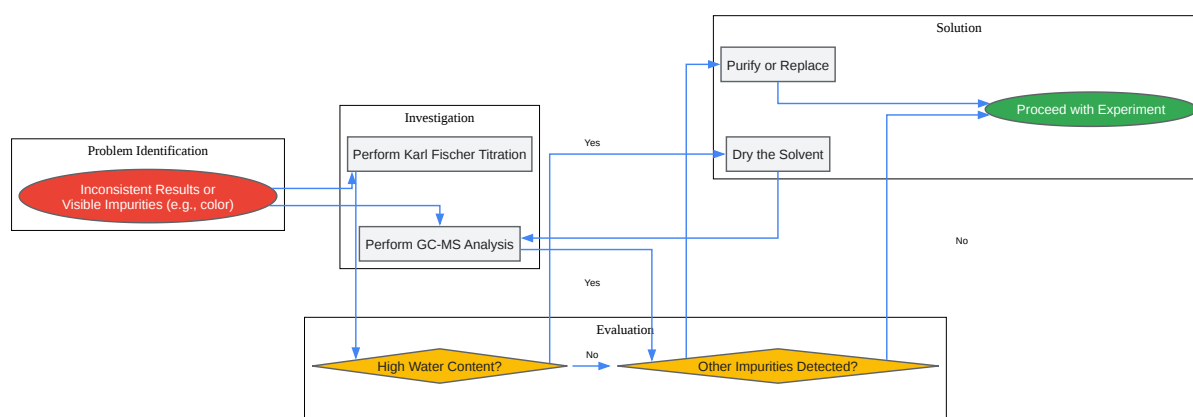 Solution
Purify or Replace
Proceed with Experiment
Investigation
Perform Karl Fischer Titration
Yes
Dry the Solvent
Problem Identification
Inconsistent Results or
Visible Impurities (e.g., color)
Perform GC-MS Analysis
No
Yes
Evaluation
High Water Content?
No
Other Impurities Detected?